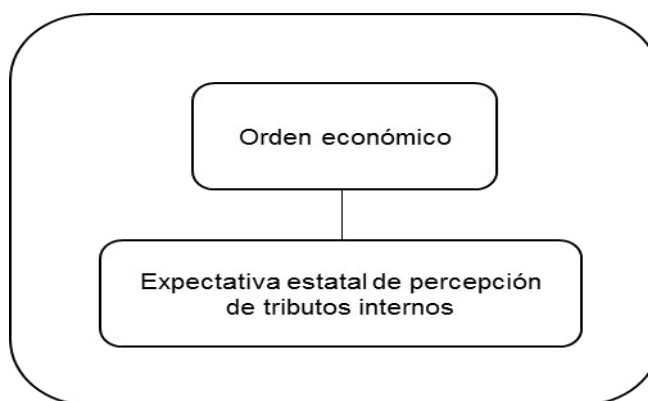 Orden económico
Expectativa estatal de percepción
de tributos internos